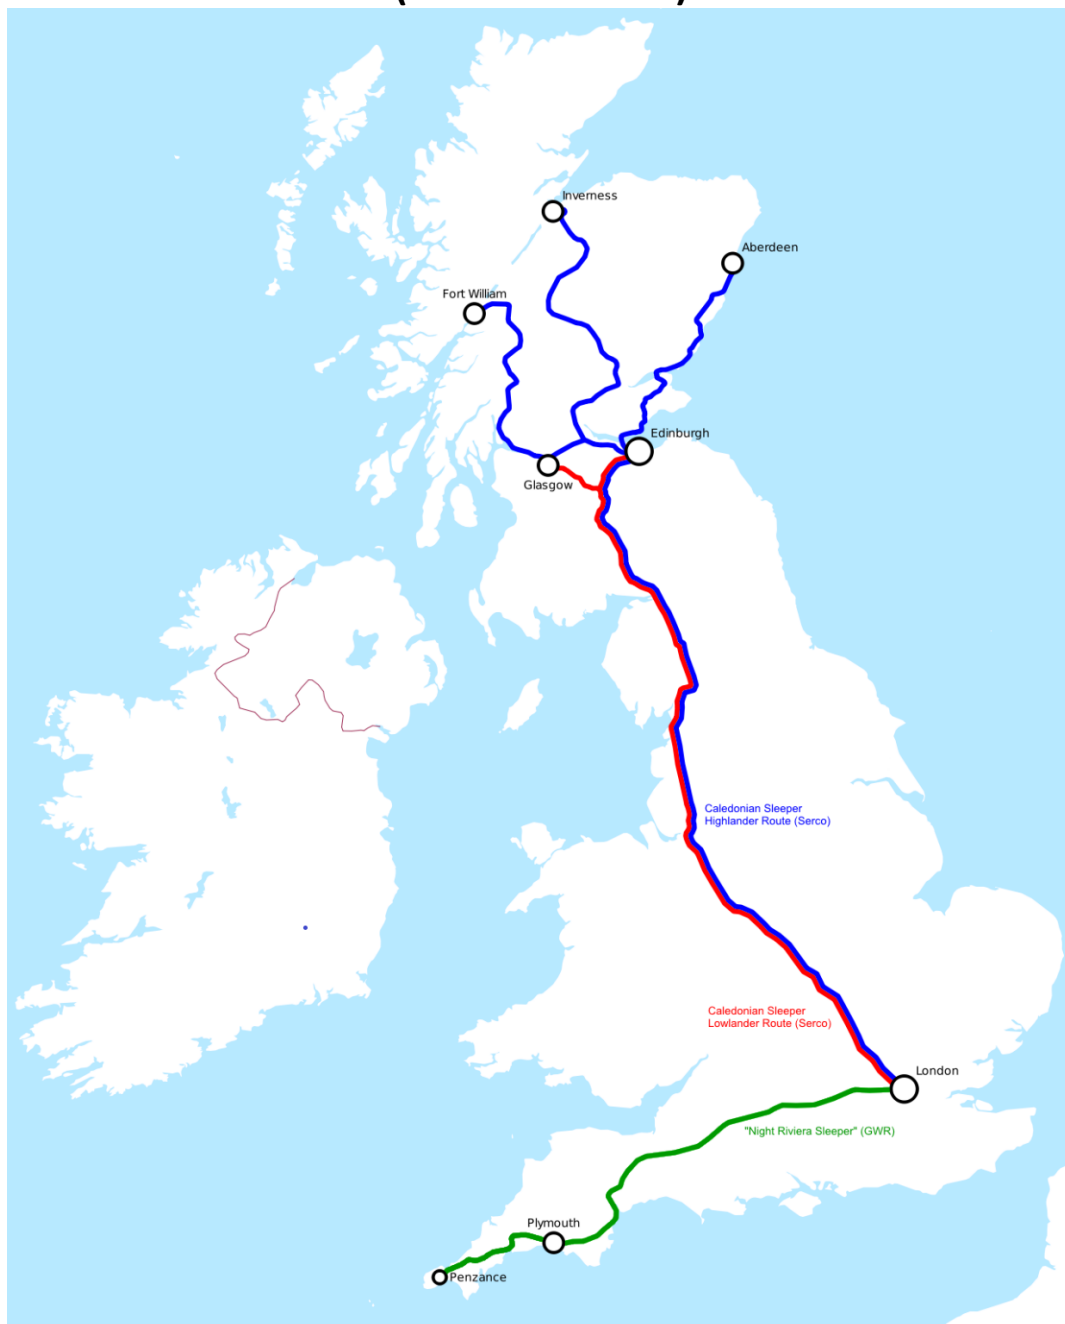 Inverness
Aberdeen
Fort William
Edinburgh
Glasgow
Caledonian Sleeper
Highlander Route (Serco)
Caledonian Sleeper
Lowlander Route (Serco)
London
"Night Riviera Sleeper" (GWR)
Plymouth
Penzance